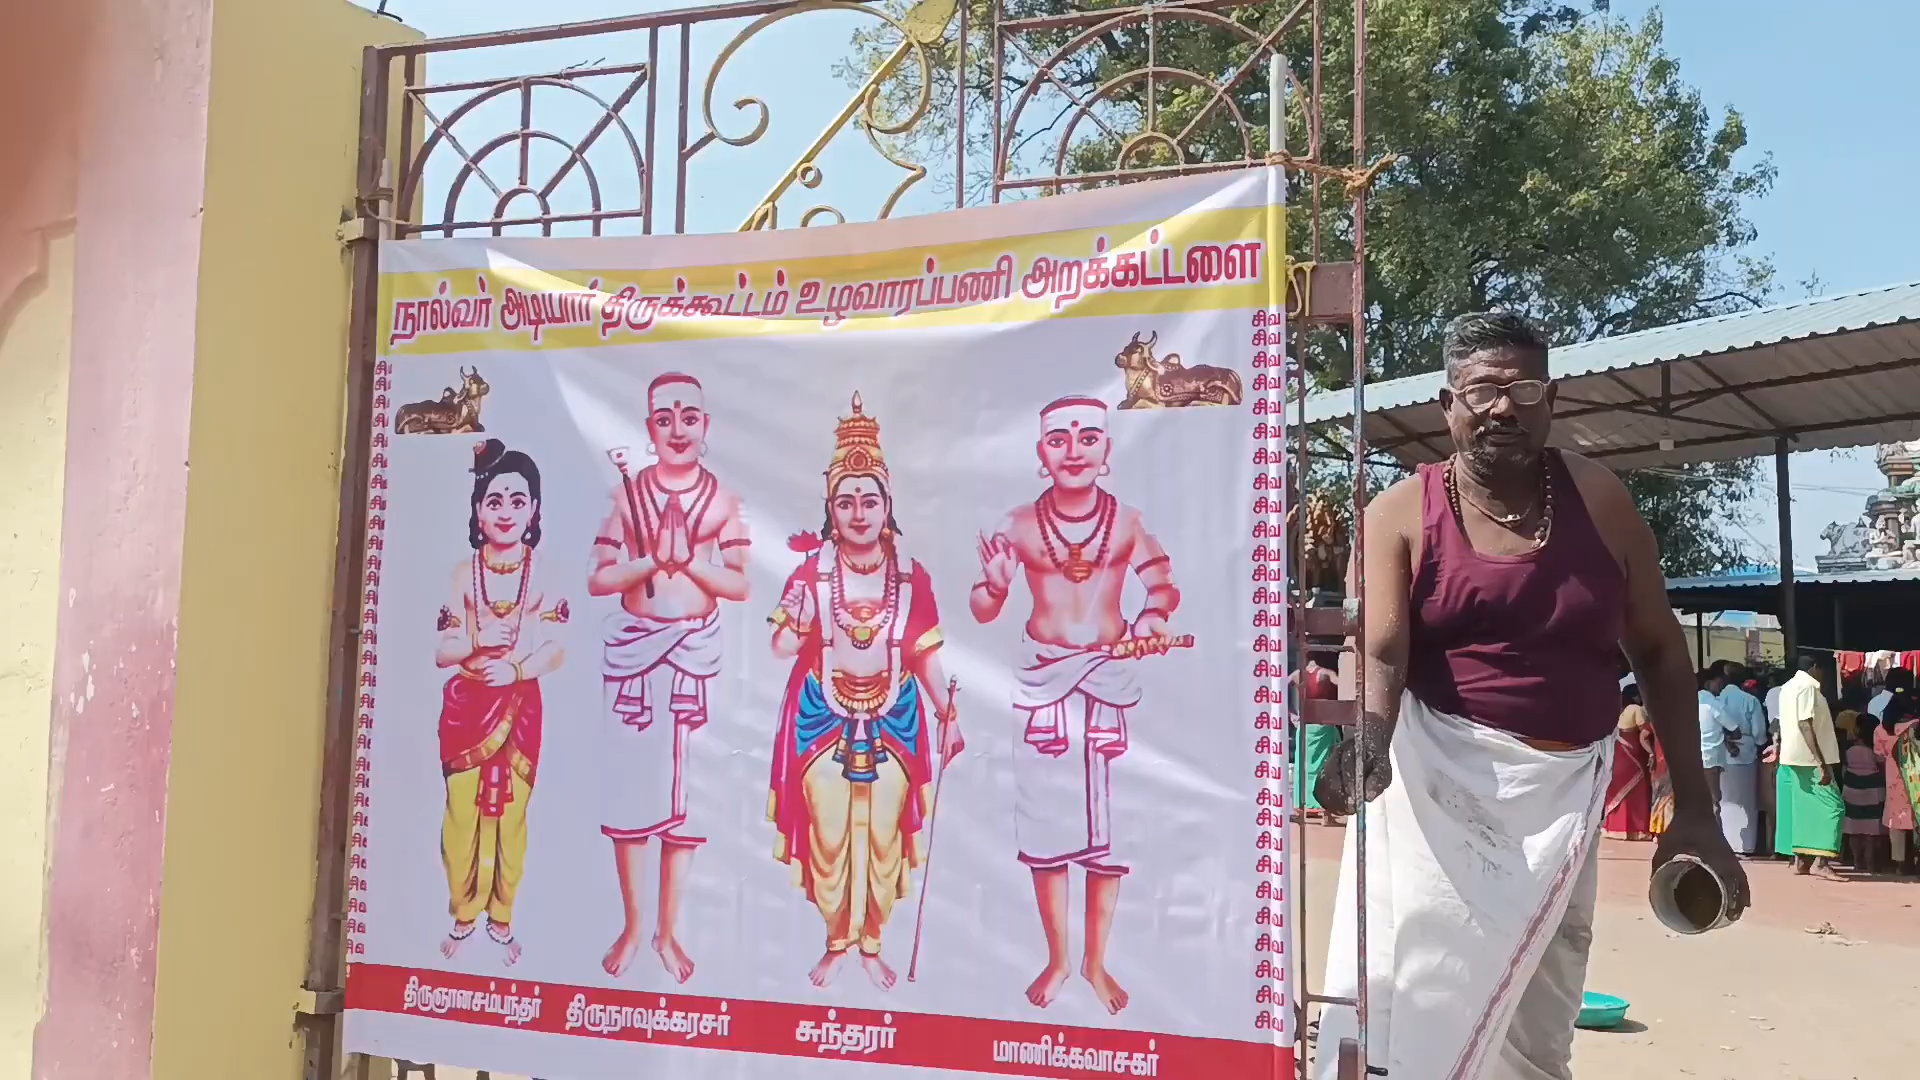 நால்வர் அடியார் திருக்கூட்டம் உழவாரப்பணி அறக்கட்டளை
சிவ சிவ சிவ சிவ சிவ சிவ சிவ சிவ சிவ சிவ சிவ சிவ சிவ சிவ சிவ சிவ சிவ சிவ சிவ சிவ சிவ சிவ சிவ சிவ சிவ சிவ சிவ சிவ சிவ
திருஞானசம்பந்தர் திருநாவுக்கரசர் சுந்தரர் மாணிக்கவாசகர்